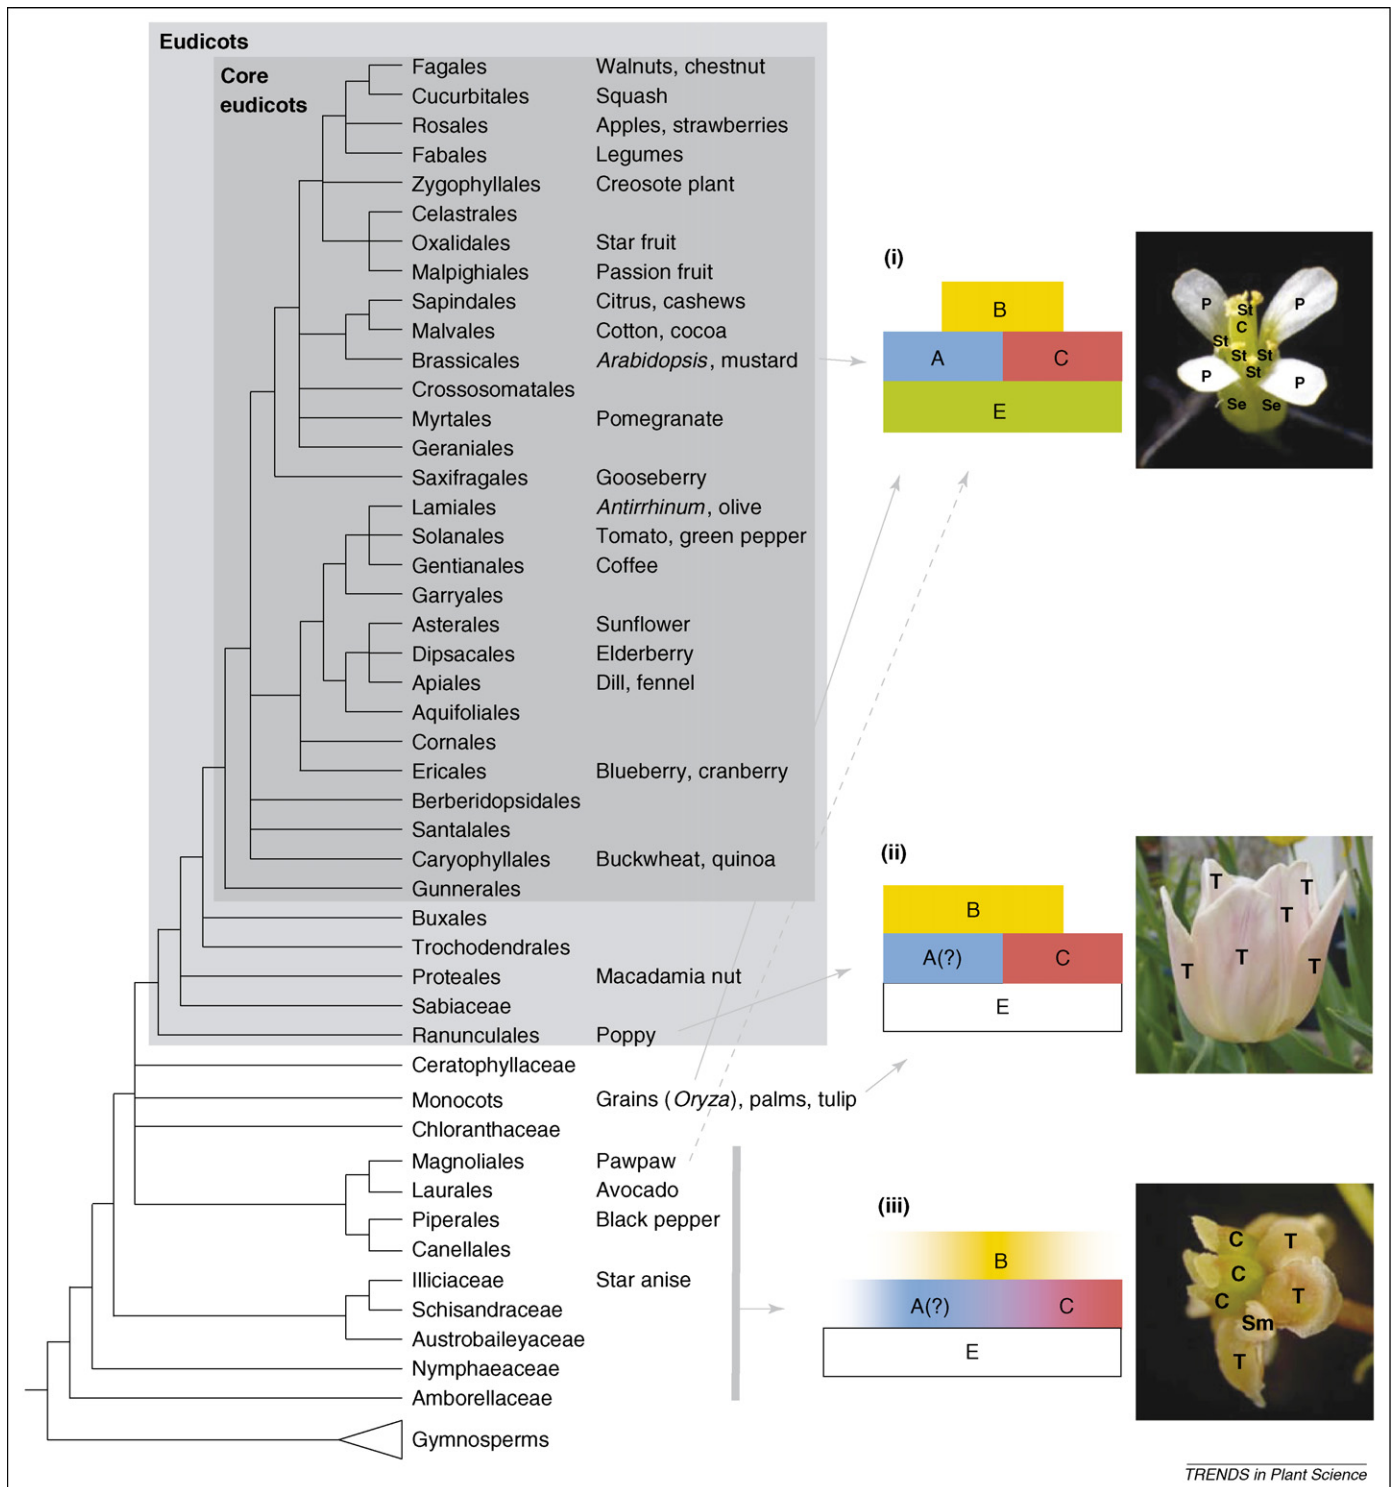 Eudicots
Core
eudicots
Fagales Walnuts, chestnut
Cucurbitales Squash
Rosales Apples, strawberries
Fabales Legumes
Zygophyllales Creosote plant
Celastrales
Oxalidales Star fruit
Malpighiales Passion fruit
Sapindales Citrus, cashews
Malvales Cotton, cocoa
Brassicales Arabidopsis, mustard
Crossosomatales
Myrtales Pomegranate
Geraniales
Saxifragales Gooseberry
Lamiales Antirrhinum, olive
Solanales Tomato, green pepper
Gentianales Coffee
Garryales
Asterales Sunflower
Dipsacales Elderberry
Apiales Dill, fennel
Aquifoliales
Cornales
Ericales Blueberry, cranberry
Berberidopsidales
Santalales
Caryophyllales Buckwheat, quinoa
Gunnerales
Buxales
Trochodendrales
Proteales Macadamia nut
Sabiaceae
Ranunculales Poppy
Ceratophyllaceae
Monocots Grains (Oryza), palms, tulip
Chloranthaceae
Magnoliales Pawpaw
Laurales Avocado
Piperales Black pepper
Canellales
Illiciaceae Star anise
Schisandraceae
Austrobaileyaceae
Nymphaeaceae
Amborellaceae
Gymnosperms
(i)
B
A C
E
P St P
C
St
St St
P St P
Se Se
(ii)
B
A(?) C
E
T T
T
T T T
(iii)
B
A(?) C
E
C T
C
C T
Sm
T
TRENDS in Plant Science